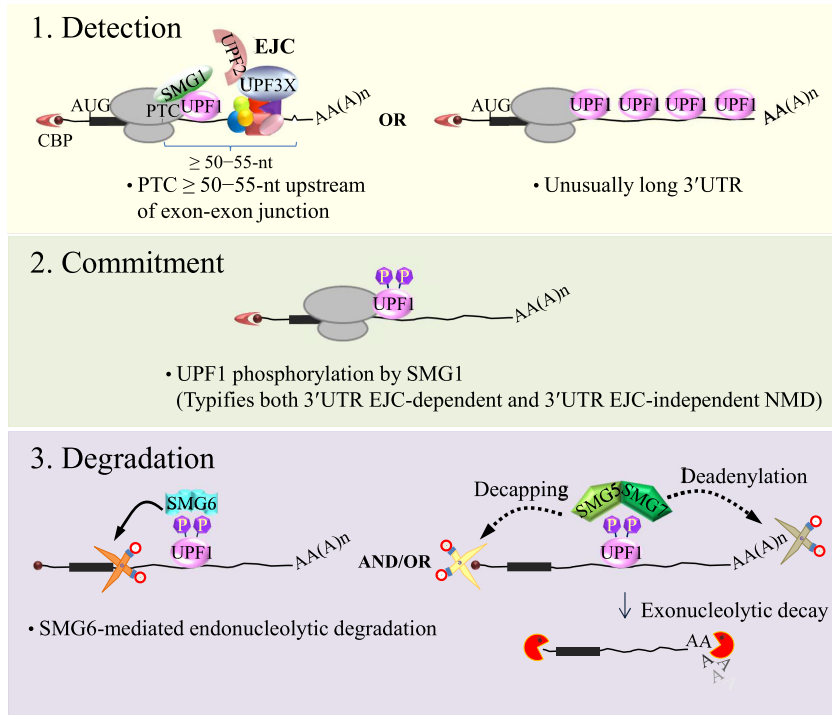 1. Detection
UPF2
EJC
SMG1
UPF3X
AUG
PTC
UPF1
AA(A)n
CBP
≥ 50−55-nt
• PTC ≥ 50−55-nt upstream
of exon-exon junction
OR
AUG
UPF1 UPF1 UPF1 UPF1
AA(A)n
• Unusually long 3′UTR
2. Commitment
P P
UPF1
AA(A)n
• UPF1 phosphorylation by SMG1
(Typifies both 3′UTR EJC-dependent and 3′UTR EJC-independent NMD)
3. Degradation
SMG6
P P
UPF1
AA(A)n
• SMG6-mediated endonucleolytic degradation
AND/OR
Decapping
SMG5 SMG7
Deadenylation
P P
UPF1
AA(A)n
Exonucleolytic decay
AA
A
A
A